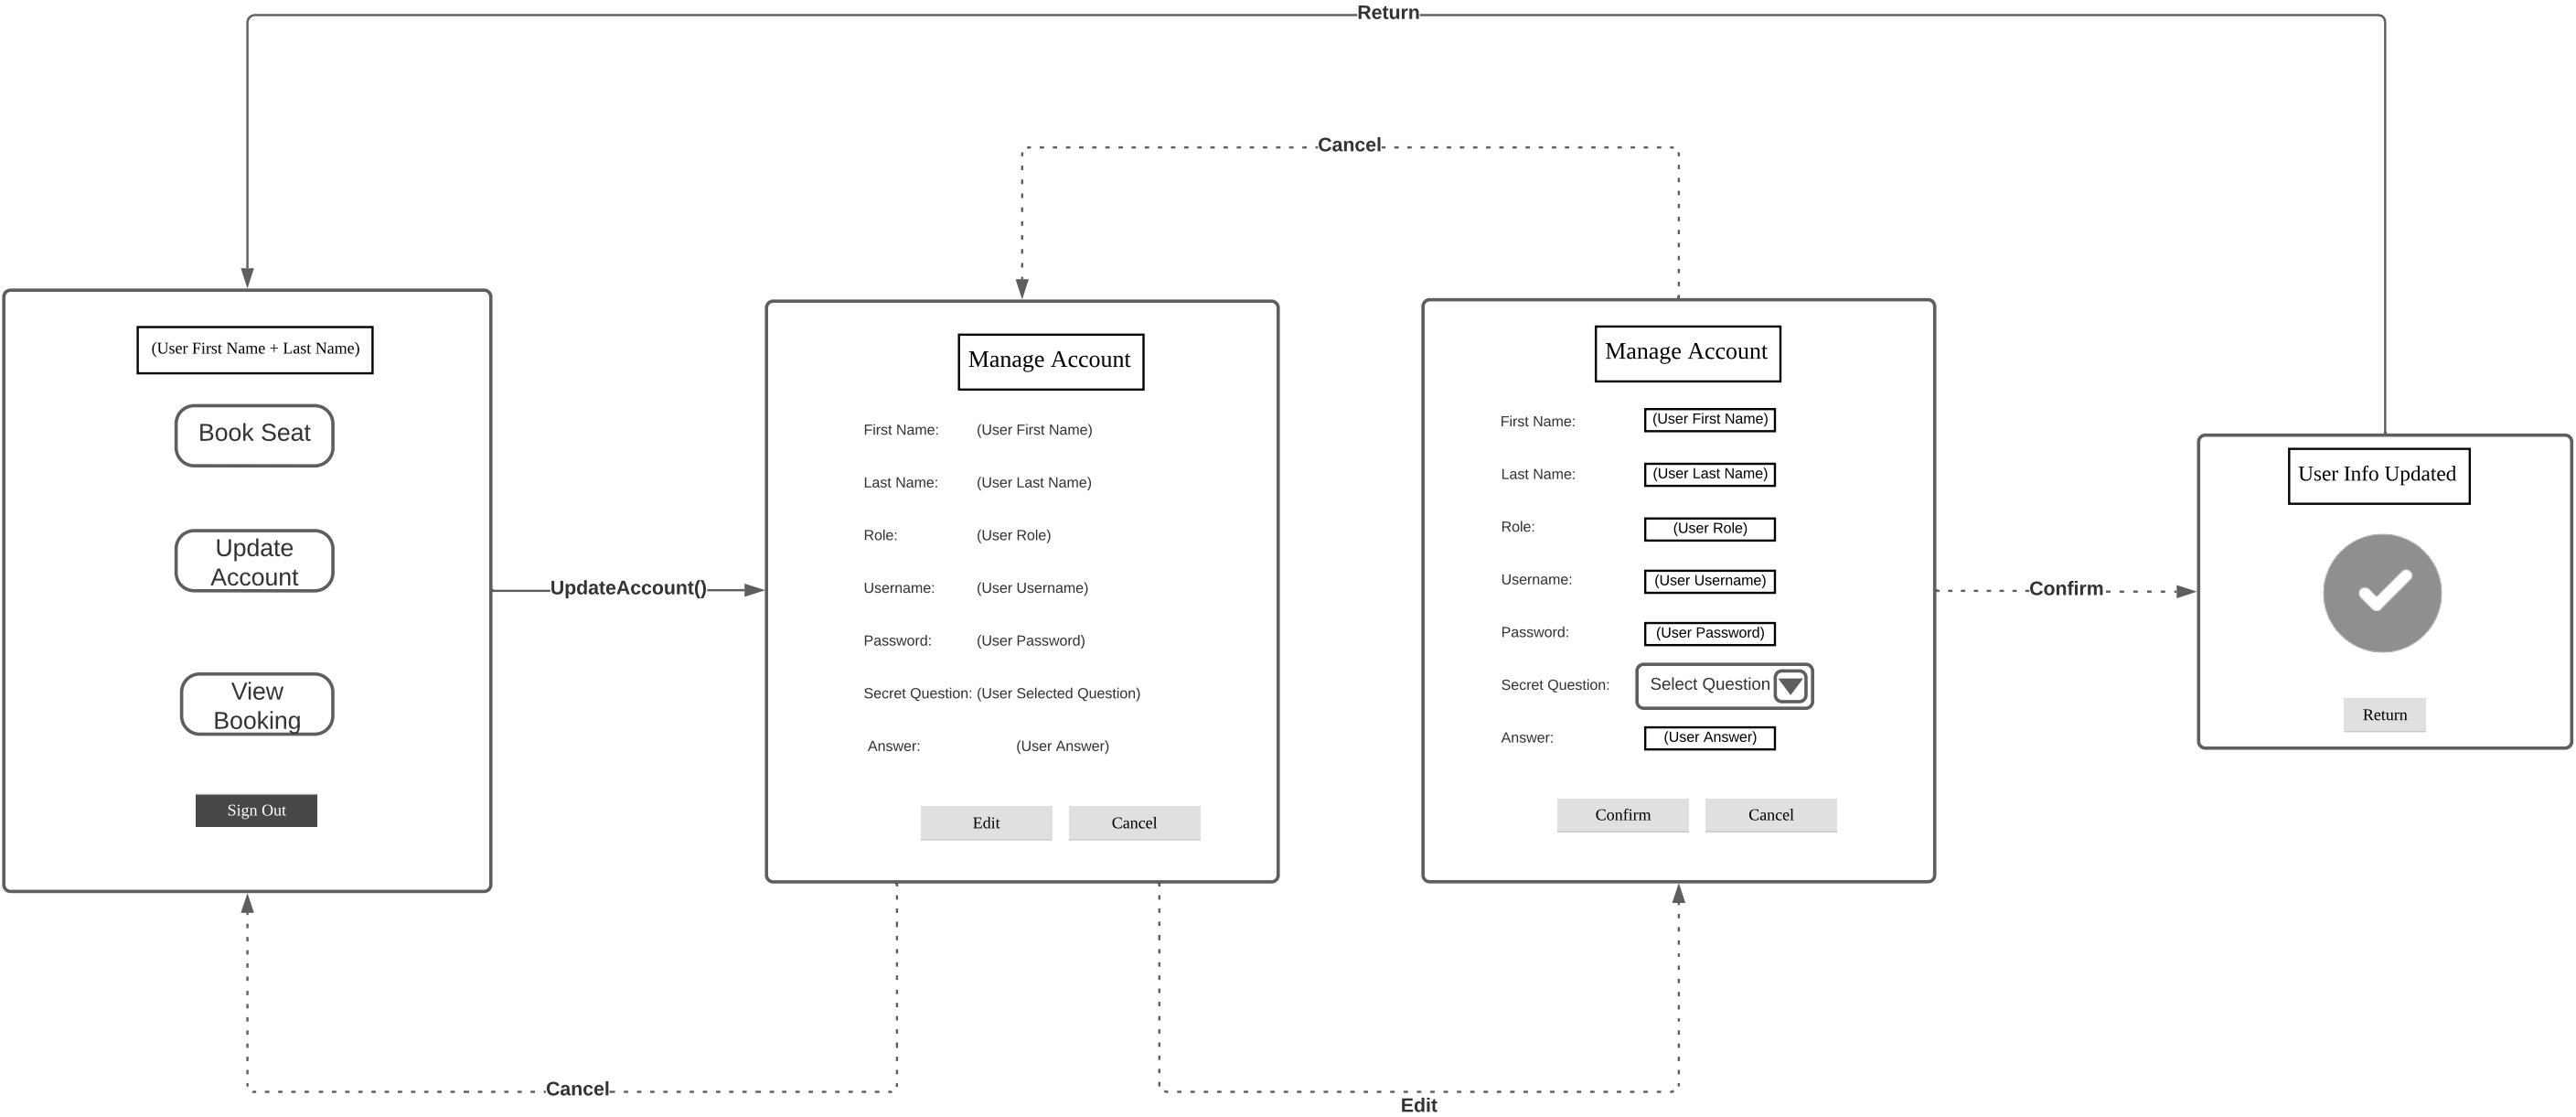 Return
Cancel
(User First Name + Last Name)
Book Seat
Update
Account
View
Booking
Sign Out
UpdateAccount()
Manage Account
First Name: (User First Name)
Last Name: (User Last Name)
Role: (User Role)
Username: (User Username)
Password: (User Password)
Secret Question: (User Selected Question)
Answer: (User Answer)
Edit Cancel
Manage Account
First Name: (User First Name)
Last Name: (User Last Name)
Role: (User Role)
Username: (User Username)
Password: (User Password)
Secret Question: Select Question
Answer: (User Answer)
Confirm Cancel
Confirm
User Info Updated
Return
Cancel
Edit